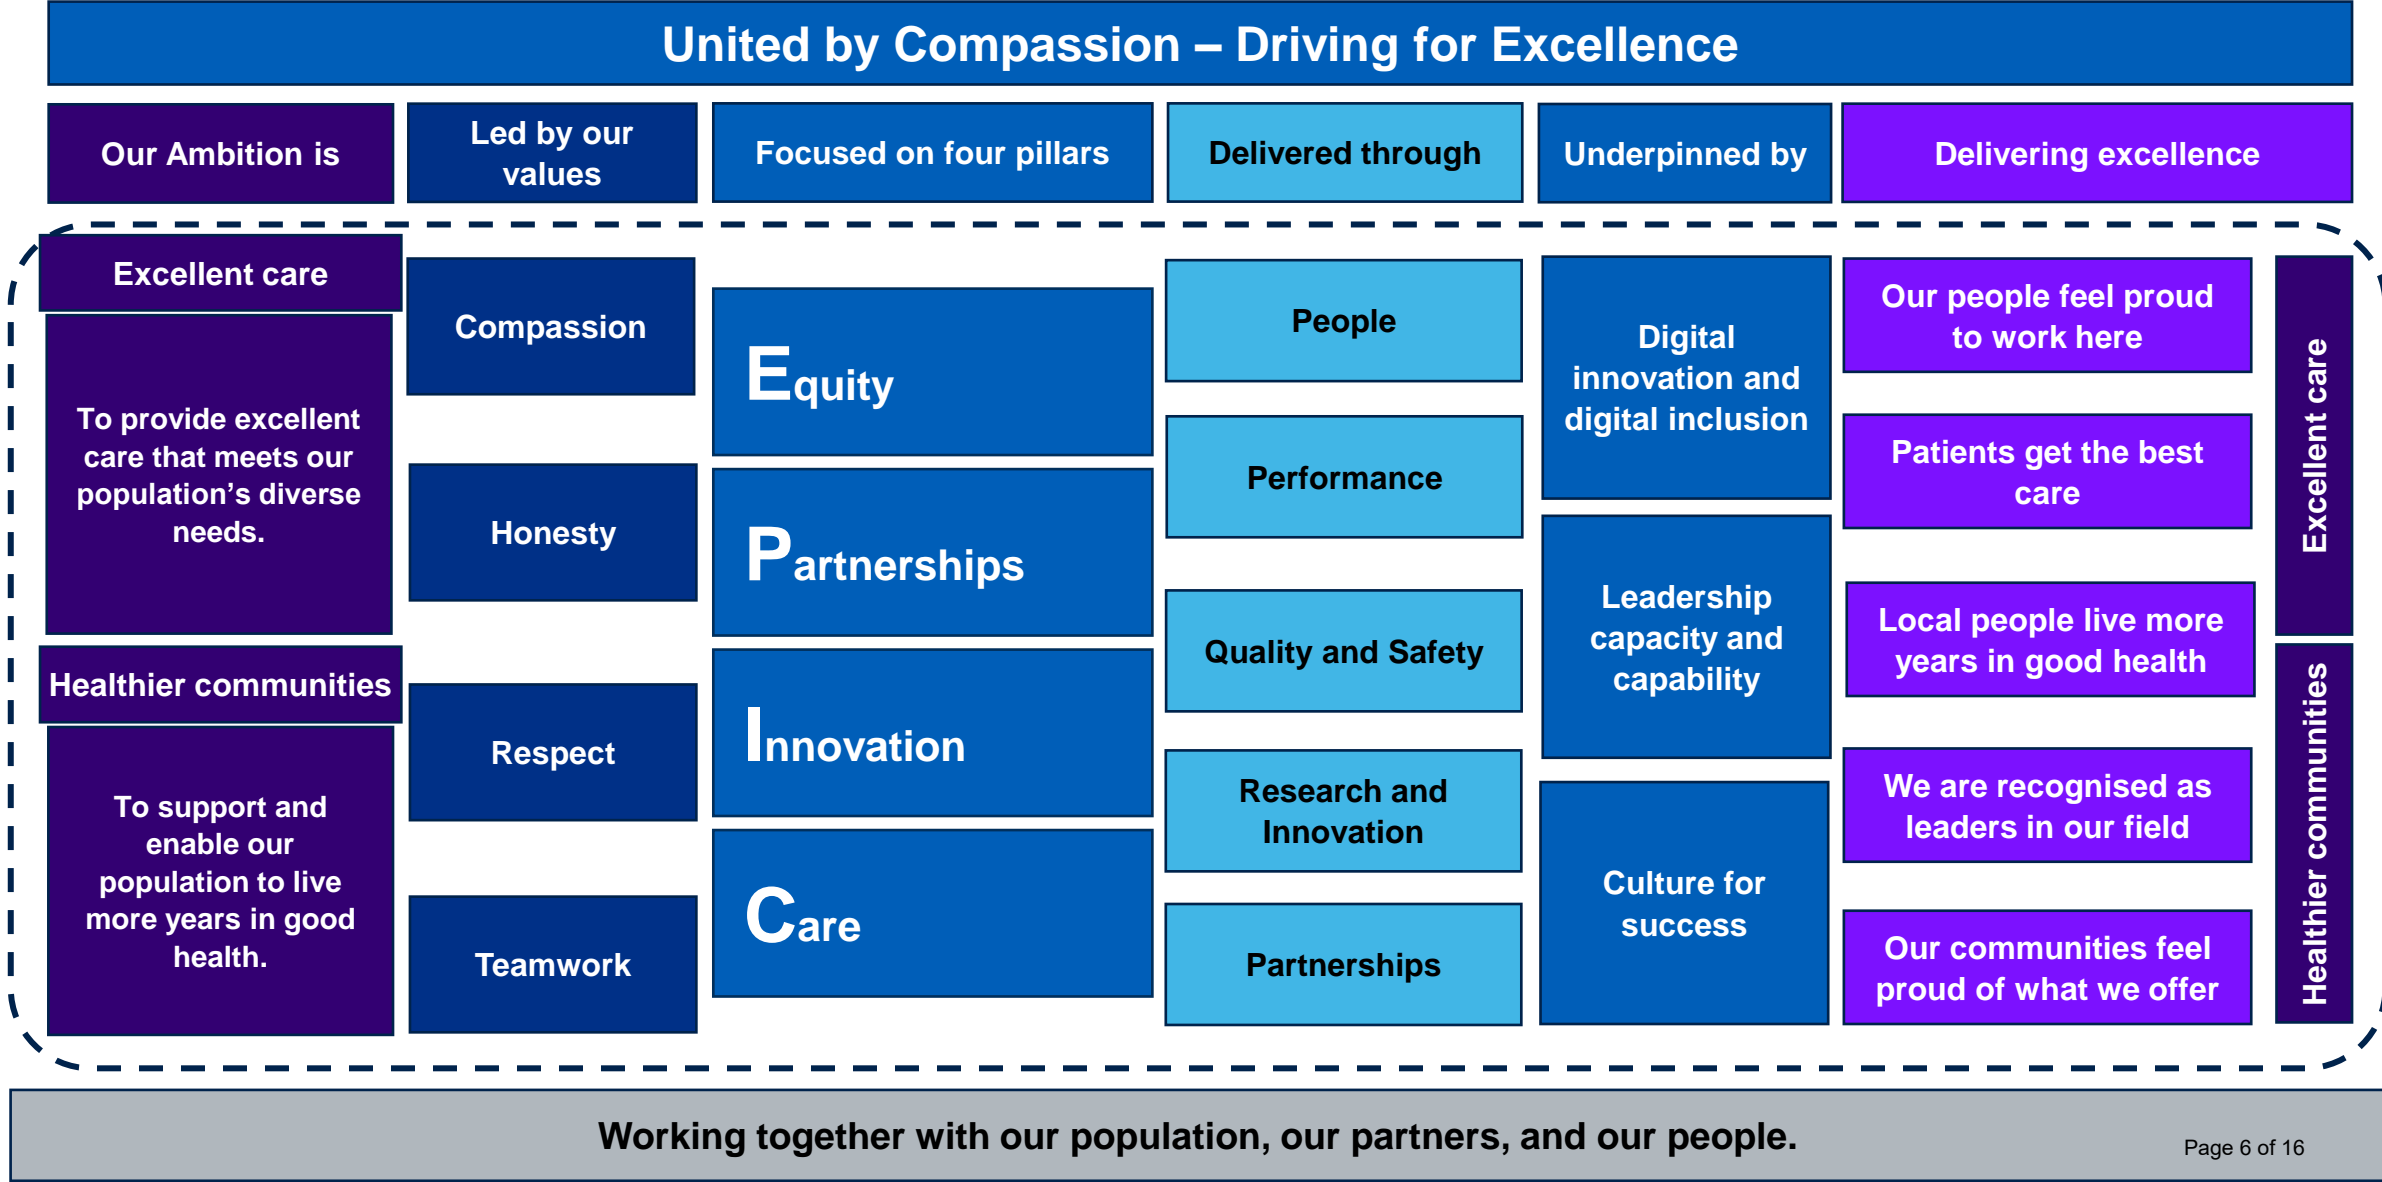 United by Compassion – Driving for Excellence
Our Ambition is
Led by our
values
Focused on four pillars
Delivered through
Underpinned by
Delivering excellence
Excellent care
To provide excellent
care that meets our
population’s diverse
needs.
Healthier communities
To support and
enable our
population to live
more years in good
health.
Compassion
Honesty
Respect
Teamwork
Equity
Partnerships
Innovation
Care
People
Performance
Quality and Safety
Research and
Innovation
Partnerships
Digital
innovation and
digital inclusion
Leadership
capacity and
capability
Culture for
success
Our people feel proud
to work here
Patients get the best
care
Local people live more
years in good health
We are recognised as
leaders in our field
Our communities feel
proud of what we offer
Excellent care
Healthier communities
Working together with our population, our partners, and our people.
Page 6 of 16